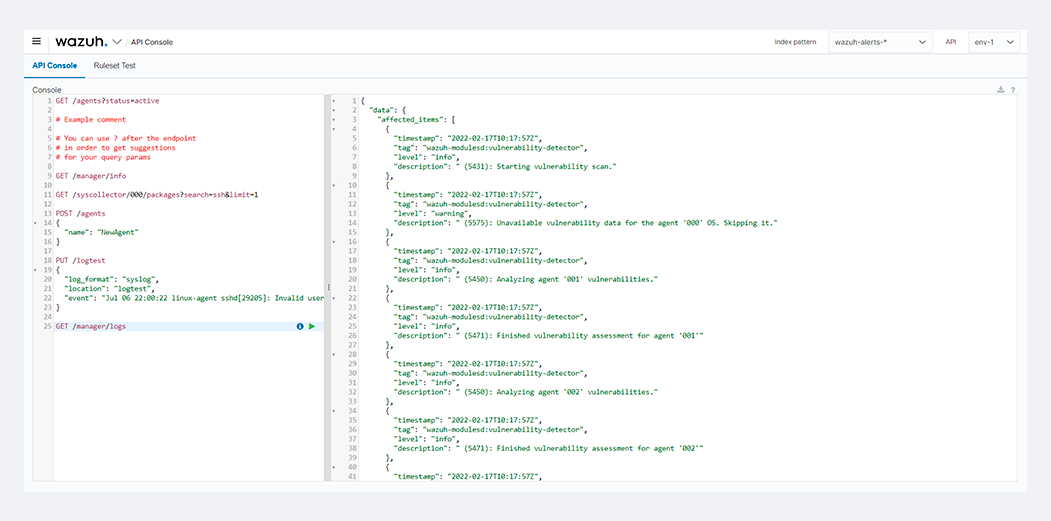 wazuh. / API Console
Index pattern wazuh-alerts-* API env-1
API Console Ruleset Test
Console
?
1 GET /agents?status=active
2
3 # Example comment
4
5 # You can use ? after the endpoint
6 # in order to get suggestions
7 # for your query params
8
9 GET /manager/info
10
11 GET /syscollector/000/packages?search=ssh&limit=1
12
13 POST /agents
14 {
15 "name": "NewAgent"
16 }
17
18 PUT /logtest
19 {
20 "log_format": "syslog",
21 "location": "logtest",
22 "event": "Jul 06 22:00:22 linux-agent sshd[29205]: Invalid user
23 }
24
25 GET /manager/logs
1 {
2 "data": {
3 "affected_items": [
4 {
5 "timestamp": "2022-02-17T10:17:57Z",
6 "tag": "wazuh-modulesd:vulnerability-detector",
7 "level": "info",
8 "description": " (5431): Starting vulnerability scan."
9 },
10 {
11 "timestamp": "2022-02-17T10:17:57Z",
12 "tag": "wazuh-modulesd:vulnerability-detector",
13 "level": "warning",
14 "description": " (5575): Unavailable vulnerability data for the agent '000' OS. Skipping it."
15 },
16 {
17 "timestamp": "2022-02-17T10:17:57Z",
18 "tag": "wazuh-modulesd:vulnerability-detector",
19 "level": "info",
20 "description": " (5450): Analyzing agent '001' vulnerabilities."
21 },
22 {
23 "timestamp": "2022-02-17T10:17:57Z",
24 "tag": "wazuh-modulesd:vulnerability-detector",
25 "level": "info",
26 "description": " (5471): Finished vulnerability assessment for agent '001'"
27 },
28 {
29 "timestamp": "2022-02-17T10:17:57Z",
30 "tag": "wazuh-modulesd:vulnerability-detector",
31 "level": "info",
32 "description": " (5450): Analyzing agent '002' vulnerabilities."
33 },
34 {
35 "timestamp": "2022-02-17T10:17:57Z",
36 "tag": "wazuh-modulesd:vulnerability-detector",
37 "level": "info",
38 "description": " (5471): Finished vulnerability assessment for agent '002'"
39 },
40 {
41 "timestamp": "2022-02-17T10:17:57Z",